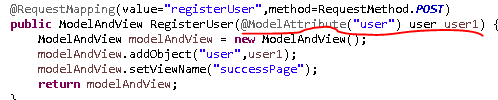 @RequestMapping(value="registerUser",method=RequestMethod.POST)
public ModelAndView RegisterUser(@ModelAttribute("user") user user1) {
ModelAndView modelAndView = new ModelAndView();
modelAndView.addObject("user",user1);
modelAndView.setViewName("successPage");
return modelAndView;
}